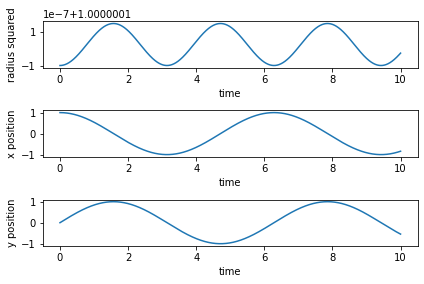 1e-7+1.0000001
radius squared
1
-1
0 2 4 6 8 10
time
x position
1
0
-1
0 2 4 6 8 10
time
y position
1
0
-1
0 2 4 6 8 10
time